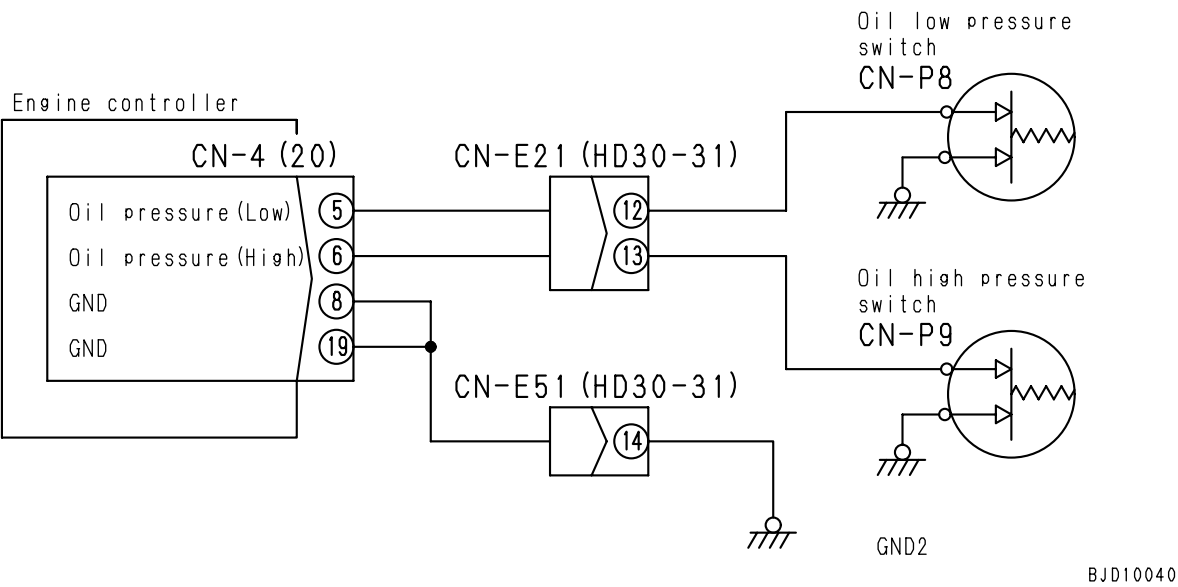 Oil low pressure
switch
CN-P8
Engine controller
CN-4 (20)
CN-E21 (HD30-31)
Oil pressure (Low)
5
12
Oil pressure (High)
6
13
GND
8
GND
19
Oil high pressure
switch
CN-P9
CN-E51 (HD30-31)
14
GND2
BJD10040